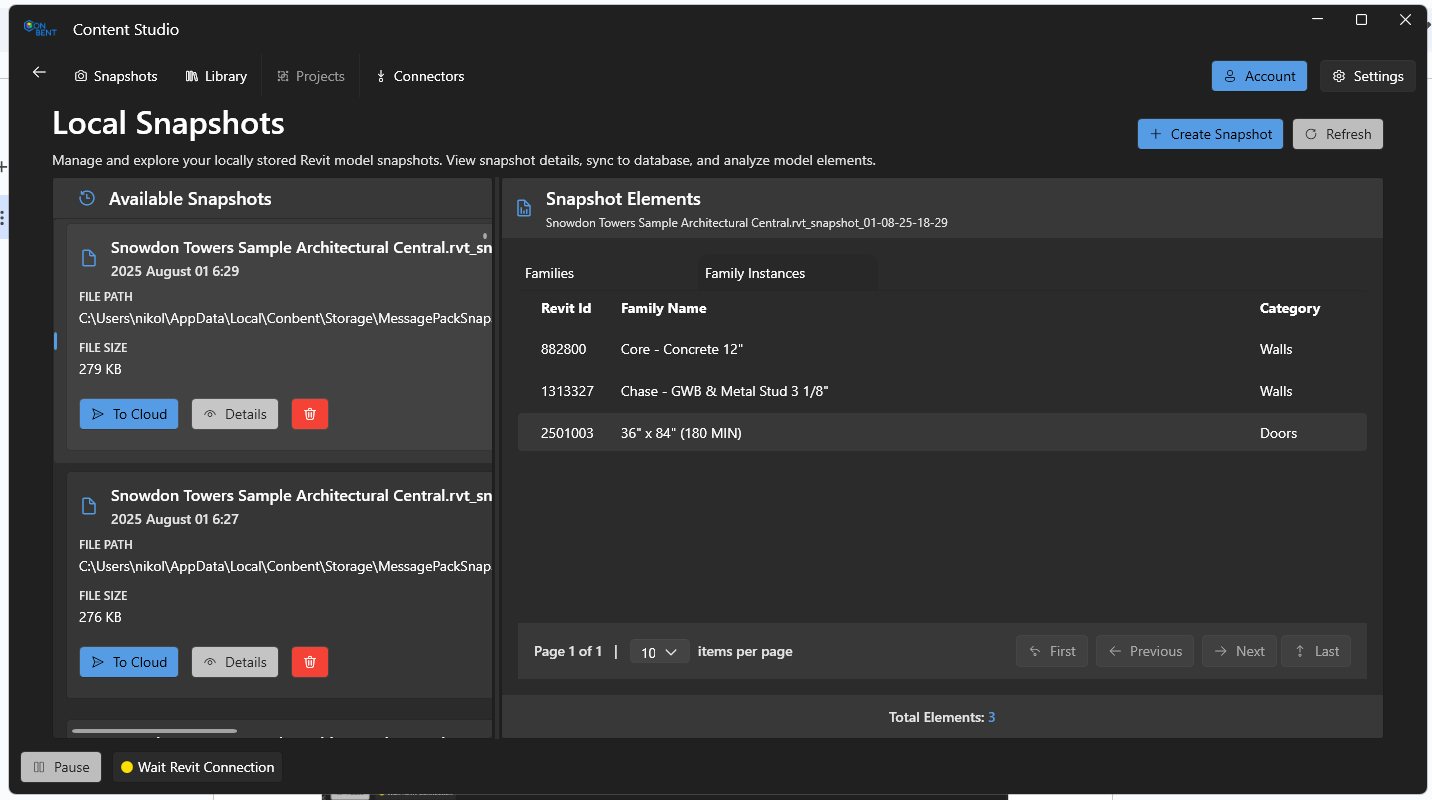 ON
BENT
Content Studio
Snapshots
Library
Projects
Connectors
Account
Settings
Local Snapshots
Create Snapshot
Refresh
Manage and explore your locally stored Revit model snapshots. View snapshot details, sync to database, and analyze model elements.
Available Snapshots
Snowdon Towers Sample Architectural Central.rvt_sn
2025 August 01 6:29
FILE PATH
C:\Users\nikol\AppData\Local\Conbent\Storage\MessagePackSnap
FILE SIZE
279 KB
To Cloud
Details
Snowdon Towers Sample Architectural Central.rvt_sn
2025 August 01 6:27
FILE PATH
C:\Users\nikol\AppData\Local\Conbent\Storage\MessagePackSnap
FILE SIZE
276 KB
To Cloud
Details
Snapshot Elements
Snowdon Towers Sample Architectural Central.rvt_snapshot_01-08-25-18-29
Families
Family Instances
Revit Id Family Name Category
882800 Core - Concrete 12" Walls
1313327 Chase - GWB & Metal Stud 3 1/8" Walls
2501003 36" x 84" (180 MIN) Doors
Page 1 of 1 | 10 items per page
First
Previous
Next
Last
Total Elements: 3
Pause
Wait Revit Connection